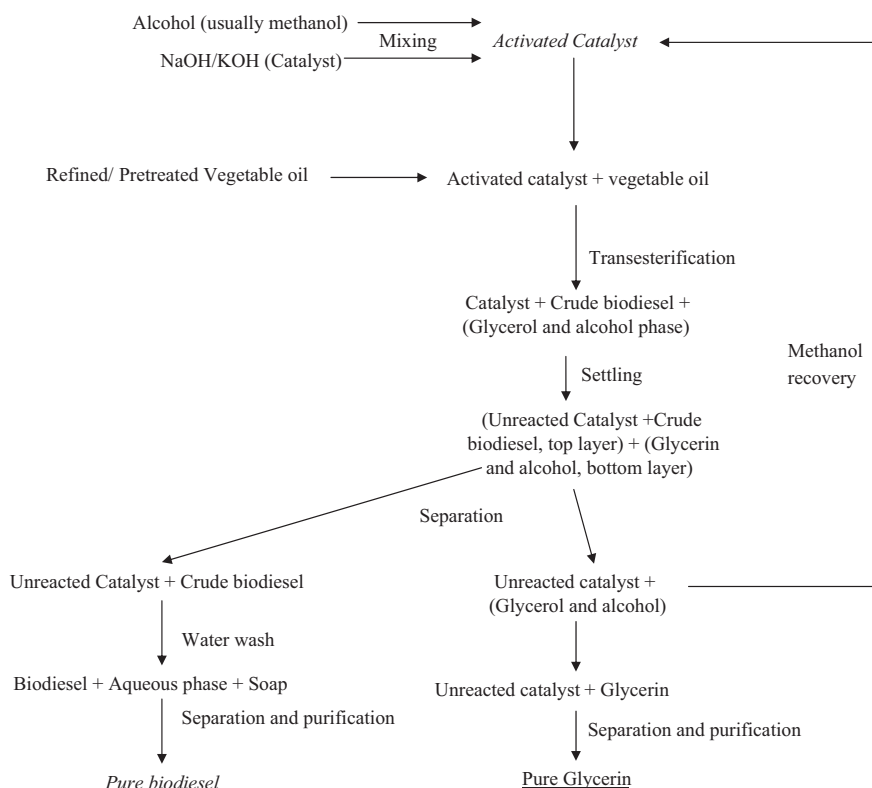 Alcohol (usually methanol)
Mixing
Activated Catalyst
NaOH/KOH (Catalyst)
Refined/ Pretreated Vegetable oil
Activated catalyst + vegetable oil
Transesterification
Catalyst + Crude biodiesel +
(Glycerol and alcohol phase)
Methanol
recovery
Settling
(Unreacted Catalyst +Crude
biodiesel, top layer) + (Glycerin
and alcohol, bottom layer)
Separation
Unreacted Catalyst + Crude biodiesel
Unreacted catalyst +
(Glycerol and alcohol)
Water wash
Biodiesel + Aqueous phase + Soap
Unreacted catalyst + Glycerin
Separation and purification
Separation and purification
Pure biodiesel
Pure Glycerin